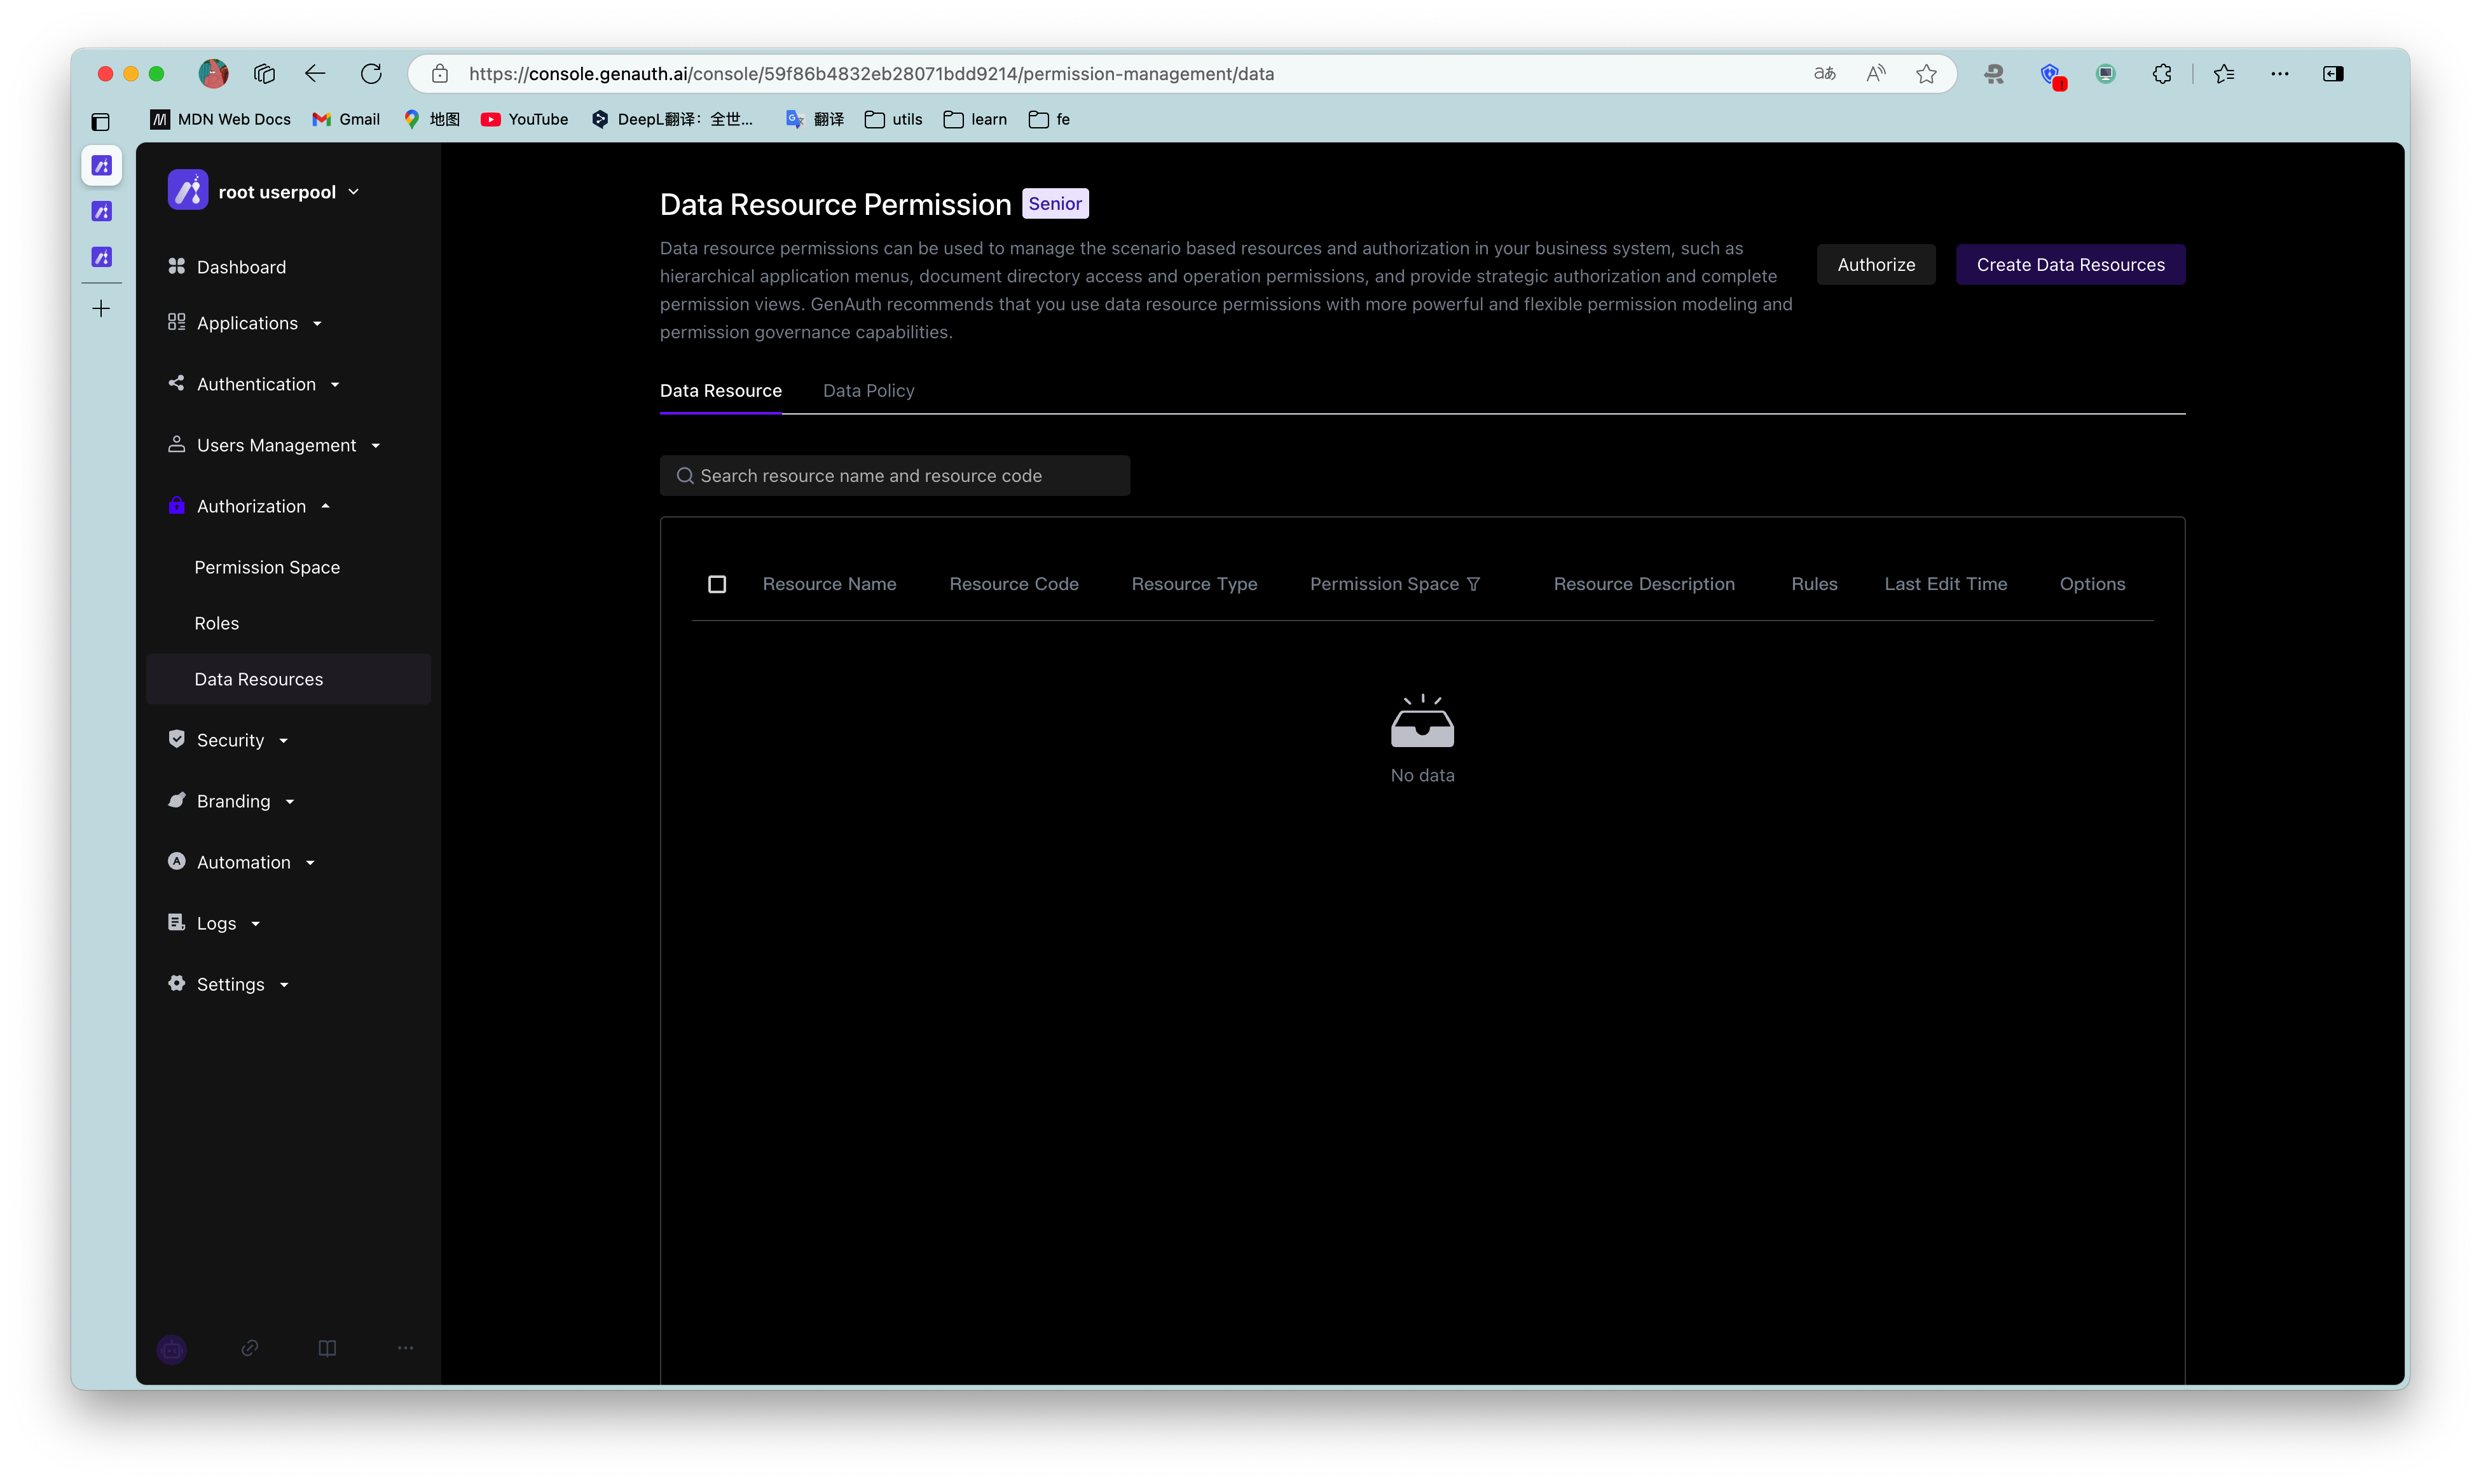 https://console.genauth.ai/console/59f86b4832eb28071bdd9214/permission-management/data
MDN Web Docs
Gmail
地图
YouTube
DeepL翻译：全世...
翻译
utils
learn
fe
root userpool
Dashboard
Applications
Authentication
Users Management
Authorization
Permission Space
Roles
Data Resources
Security
Branding
Automation
Logs
Settings
Data Resource Permission Senior
Data resource permissions can be used to manage the scenario based resources and authorization in your business system, such as
hierarchical application menus, document directory access and operation permissions, and provide strategic authorization and complete
permission views. GenAuth recommends that you use data resource permissions with more powerful and flexible permission modeling and
permission governance capabilities.
Authorize
Create Data Resources
Data Resource
Data Policy
Search resource name and resource code
Resource Name
Resource Code
Resource Type
Permission Space
Resource Description
Rules
Last Edit Time
Options
No data